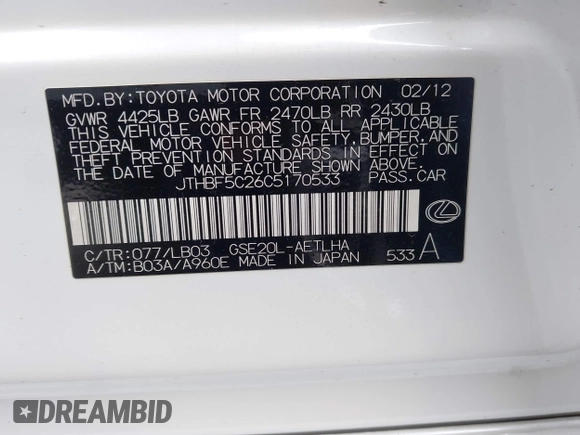 MFD.BY:TOYOTA MOTOR CORPORATION 02/12
GVWR 4425LB GAWR FR 2470LB RR 2430LB
THIS VEHICLE CONFORMS TO ALL APPLICABLE
FEDERAL MOTOR VEHICLE SAFETY,BUMPER,AND
THEFT PREVENTION STANDARDS IN EFFECT ON
THE DATE OF MANUFACTURE SHOWN ABOVE.
JTHBF5C26C5170533 PASS.CAR
C/TR:077/LB03 GSE20L-AETLHA
A/TM:B03A/A960E MADE IN JAPAN 533 A
DREAMBID